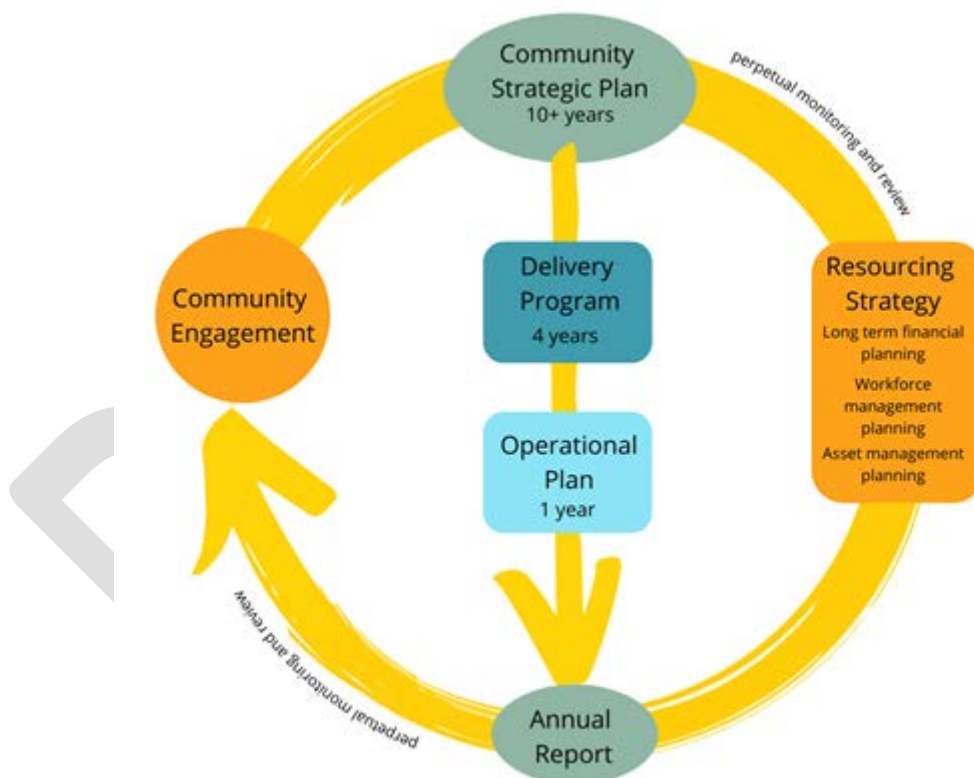 Community
Strategic Plan
10+ years
perpetual monitoring and review
Community
Engagement
Delivery
Program
4 years
Resourcing
Strategy
Long term financial
planning
Workforce
management
planning
Asset management
planning
Operational
Plan
1 year
perpetual monitoring and review
Annual
Report